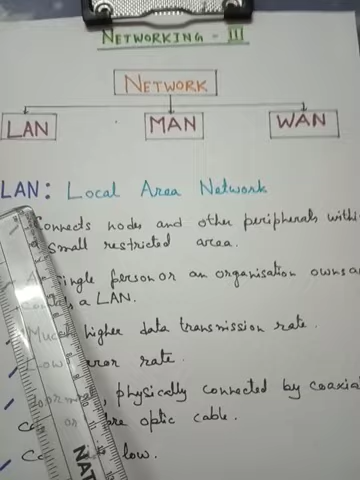 NETWORKING - III
NETWORK
LAN MAN WAN
LAN: Local Area Network
Connects nodes and other peripherals within
small restricted area.
single person or an organisation owns
a LAN.
Much higher data transmission rate.
Low error rate.
physically connected by
optic cable.
low.